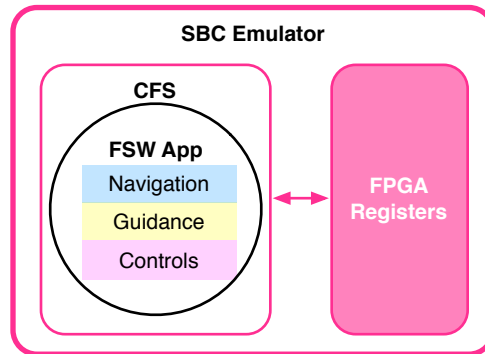 SBC Emulator
CFS
FSW App
Navigation
Guidance
Controls
FPGA
Registers